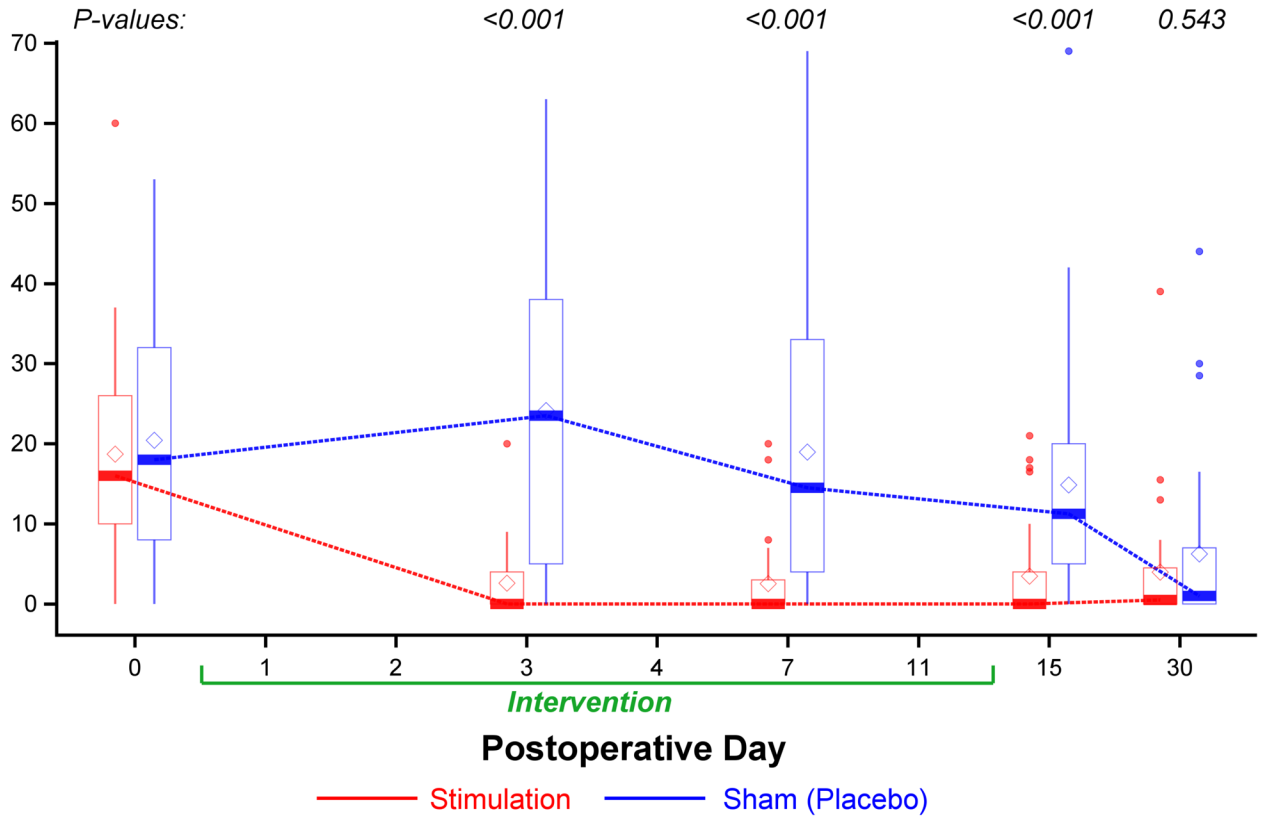 P-values: <0.001 <0.001 <0.001 0.543
70
60
50
40
30
20
10
0
0 1 2 3 4 7 11 15 30
Intervention
Postoperative Day
Stimulation Sham (Placebo)